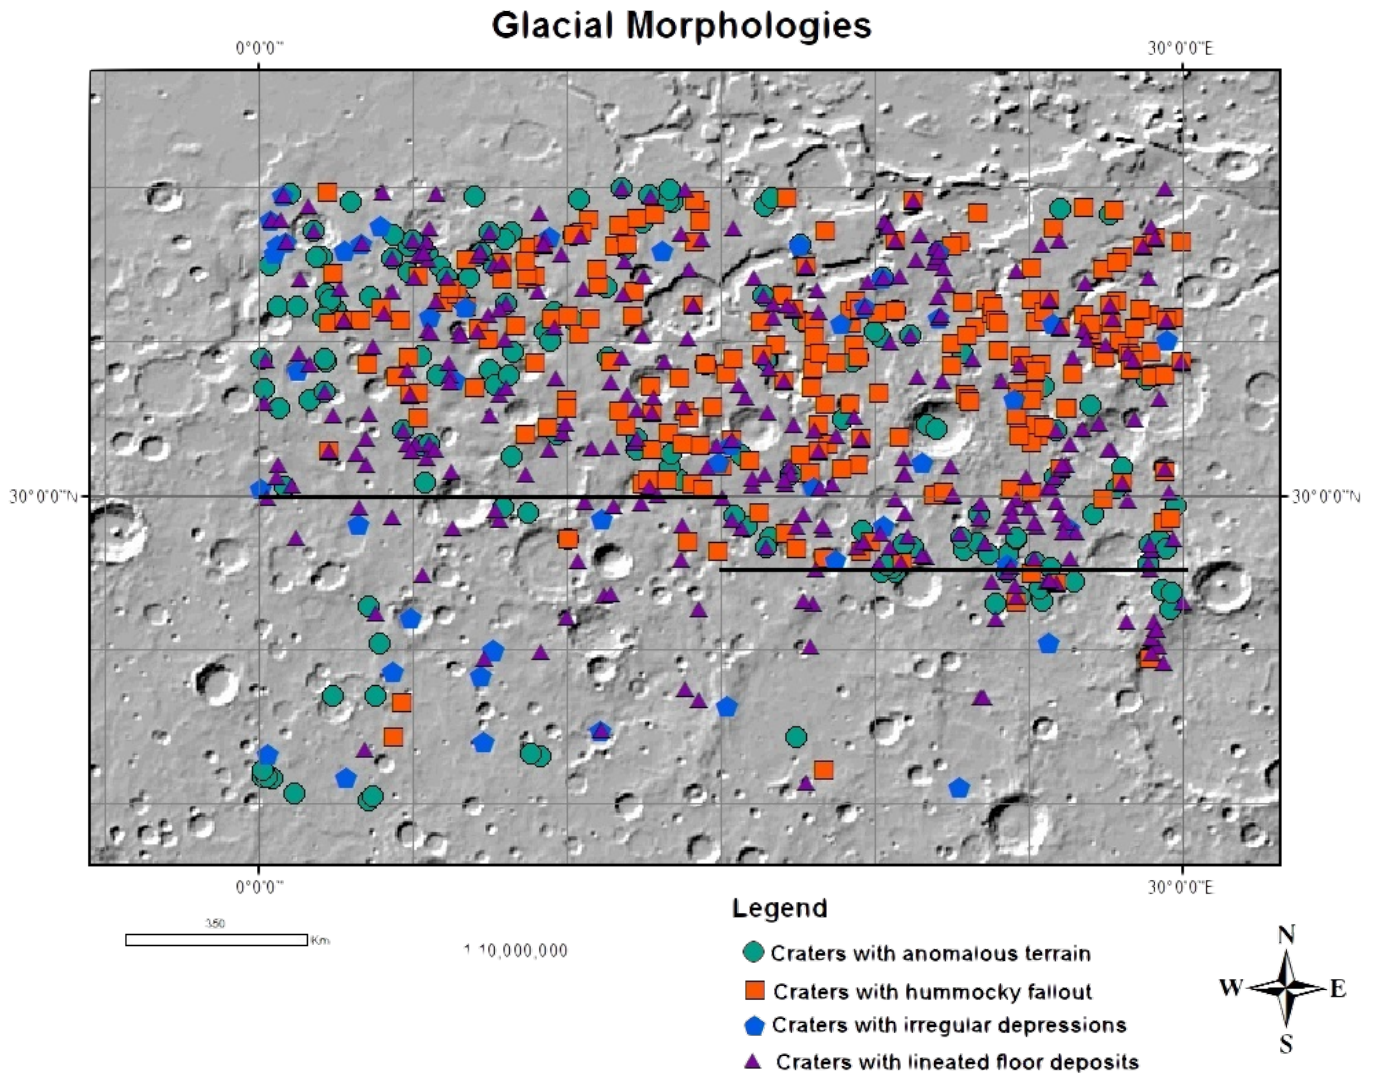 Glacial Morphologies
0°0'0"
30°0'0"E
30°0'0"N
30°0'0"N
0°0'0"
30°0'0"E
Legend
350
Km
1:10,000,000
Craters with anomalous terrain
Craters with hummocky fallout
Craters with irregular depressions
Craters with lineated floor deposits
N
W
E
S